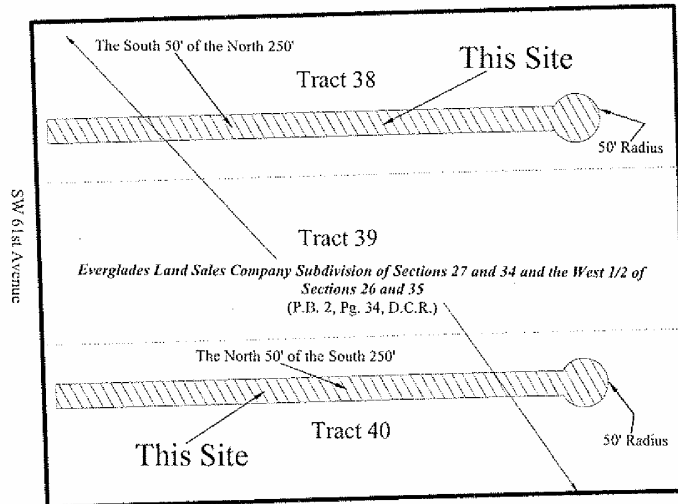 The South 50' of the North 250'
This Site
Tract 38
50' Radius
SW 61st Avenue
Tract 39
Everglades Land Sales Company Subdivision of Sections 27 and 34 and the West 1/2 of
Sections 26 and 35
(P.B. 2, Pg. 34, D.C.R.)
The North 50' of the South 250'
This Site
Tract 40
50' Radius